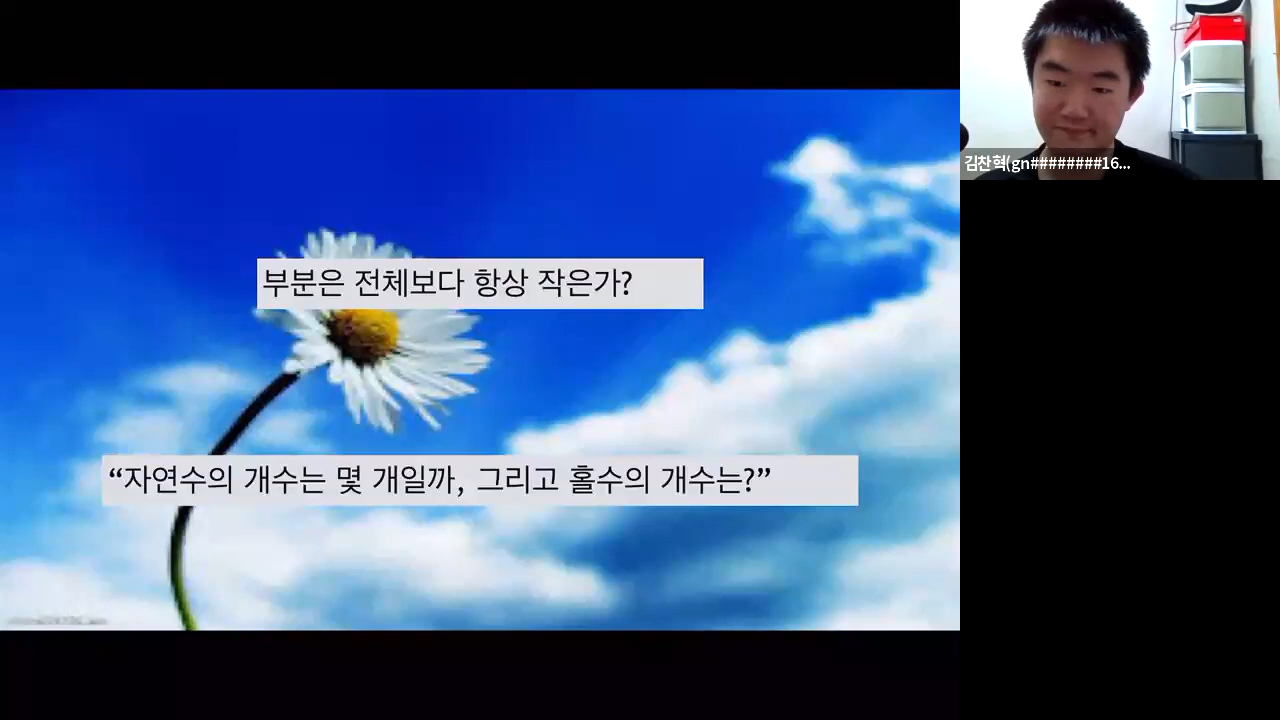 부분은 전체보다 항상 작은가?
“자연수의 개수는 몇 개일까, 그리고 홀수의 개수는?”
김찬혁(gn########16...